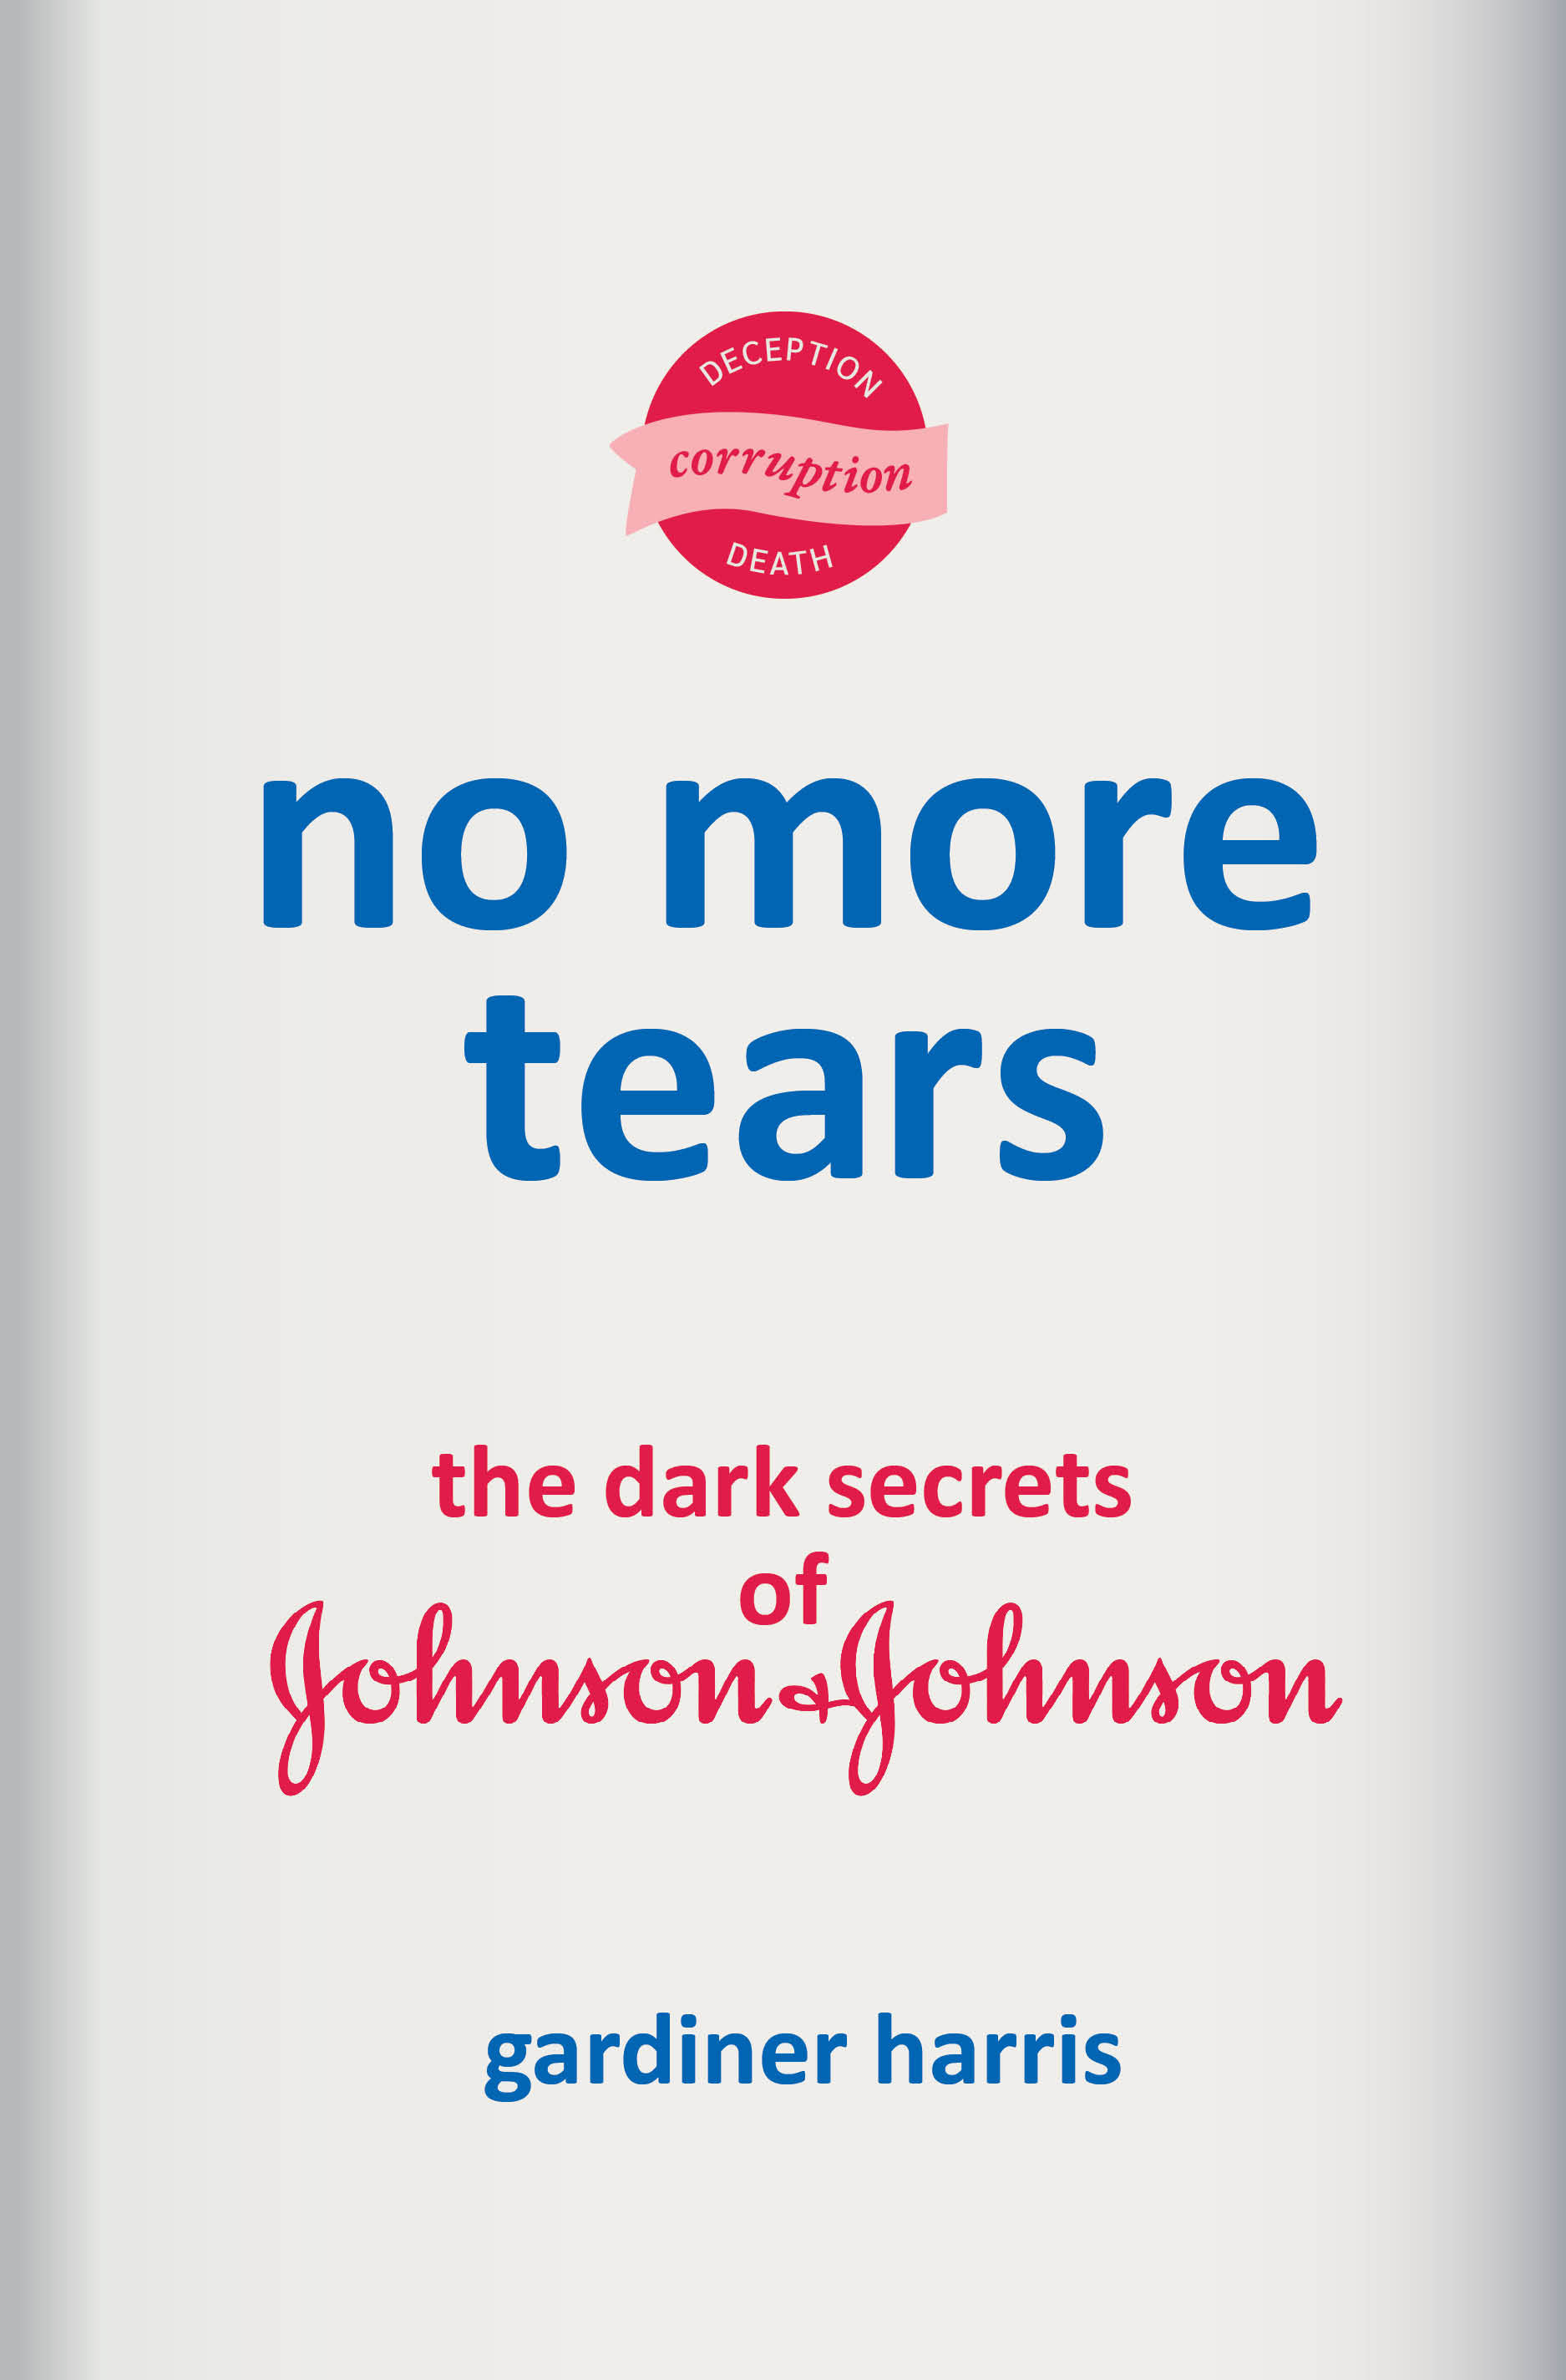 DECEPTION
corruption
DEATH
no more
tears
the dark secrets
of
Johnson & Johnson
gardiner harris